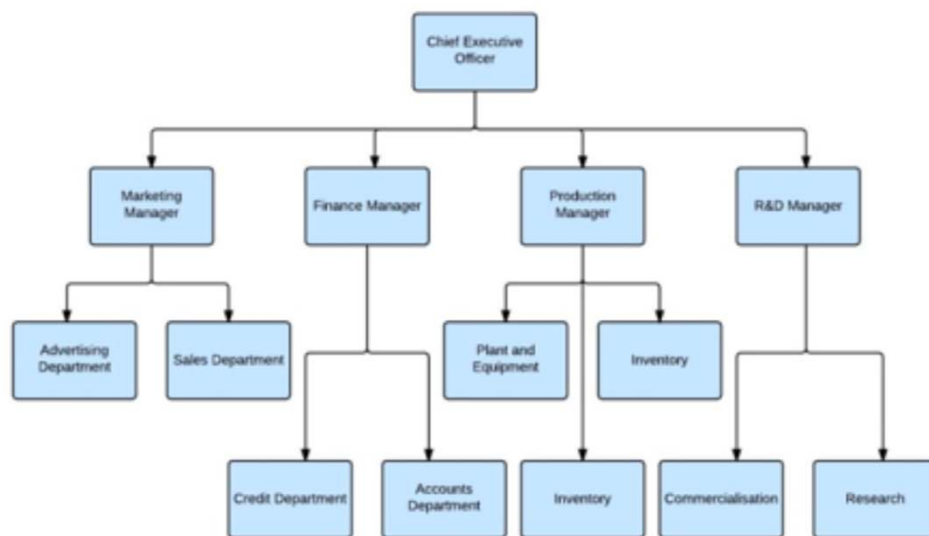 Chief Executive
Officer
Marketing
Manager
Finance Manager
Production
Manager
R&D Manager
Advertising
Department
Sales Department
Plant and
Equipment
Inventory
Credit Department
Accounts
Department
Inventory
Commercialisation
Research